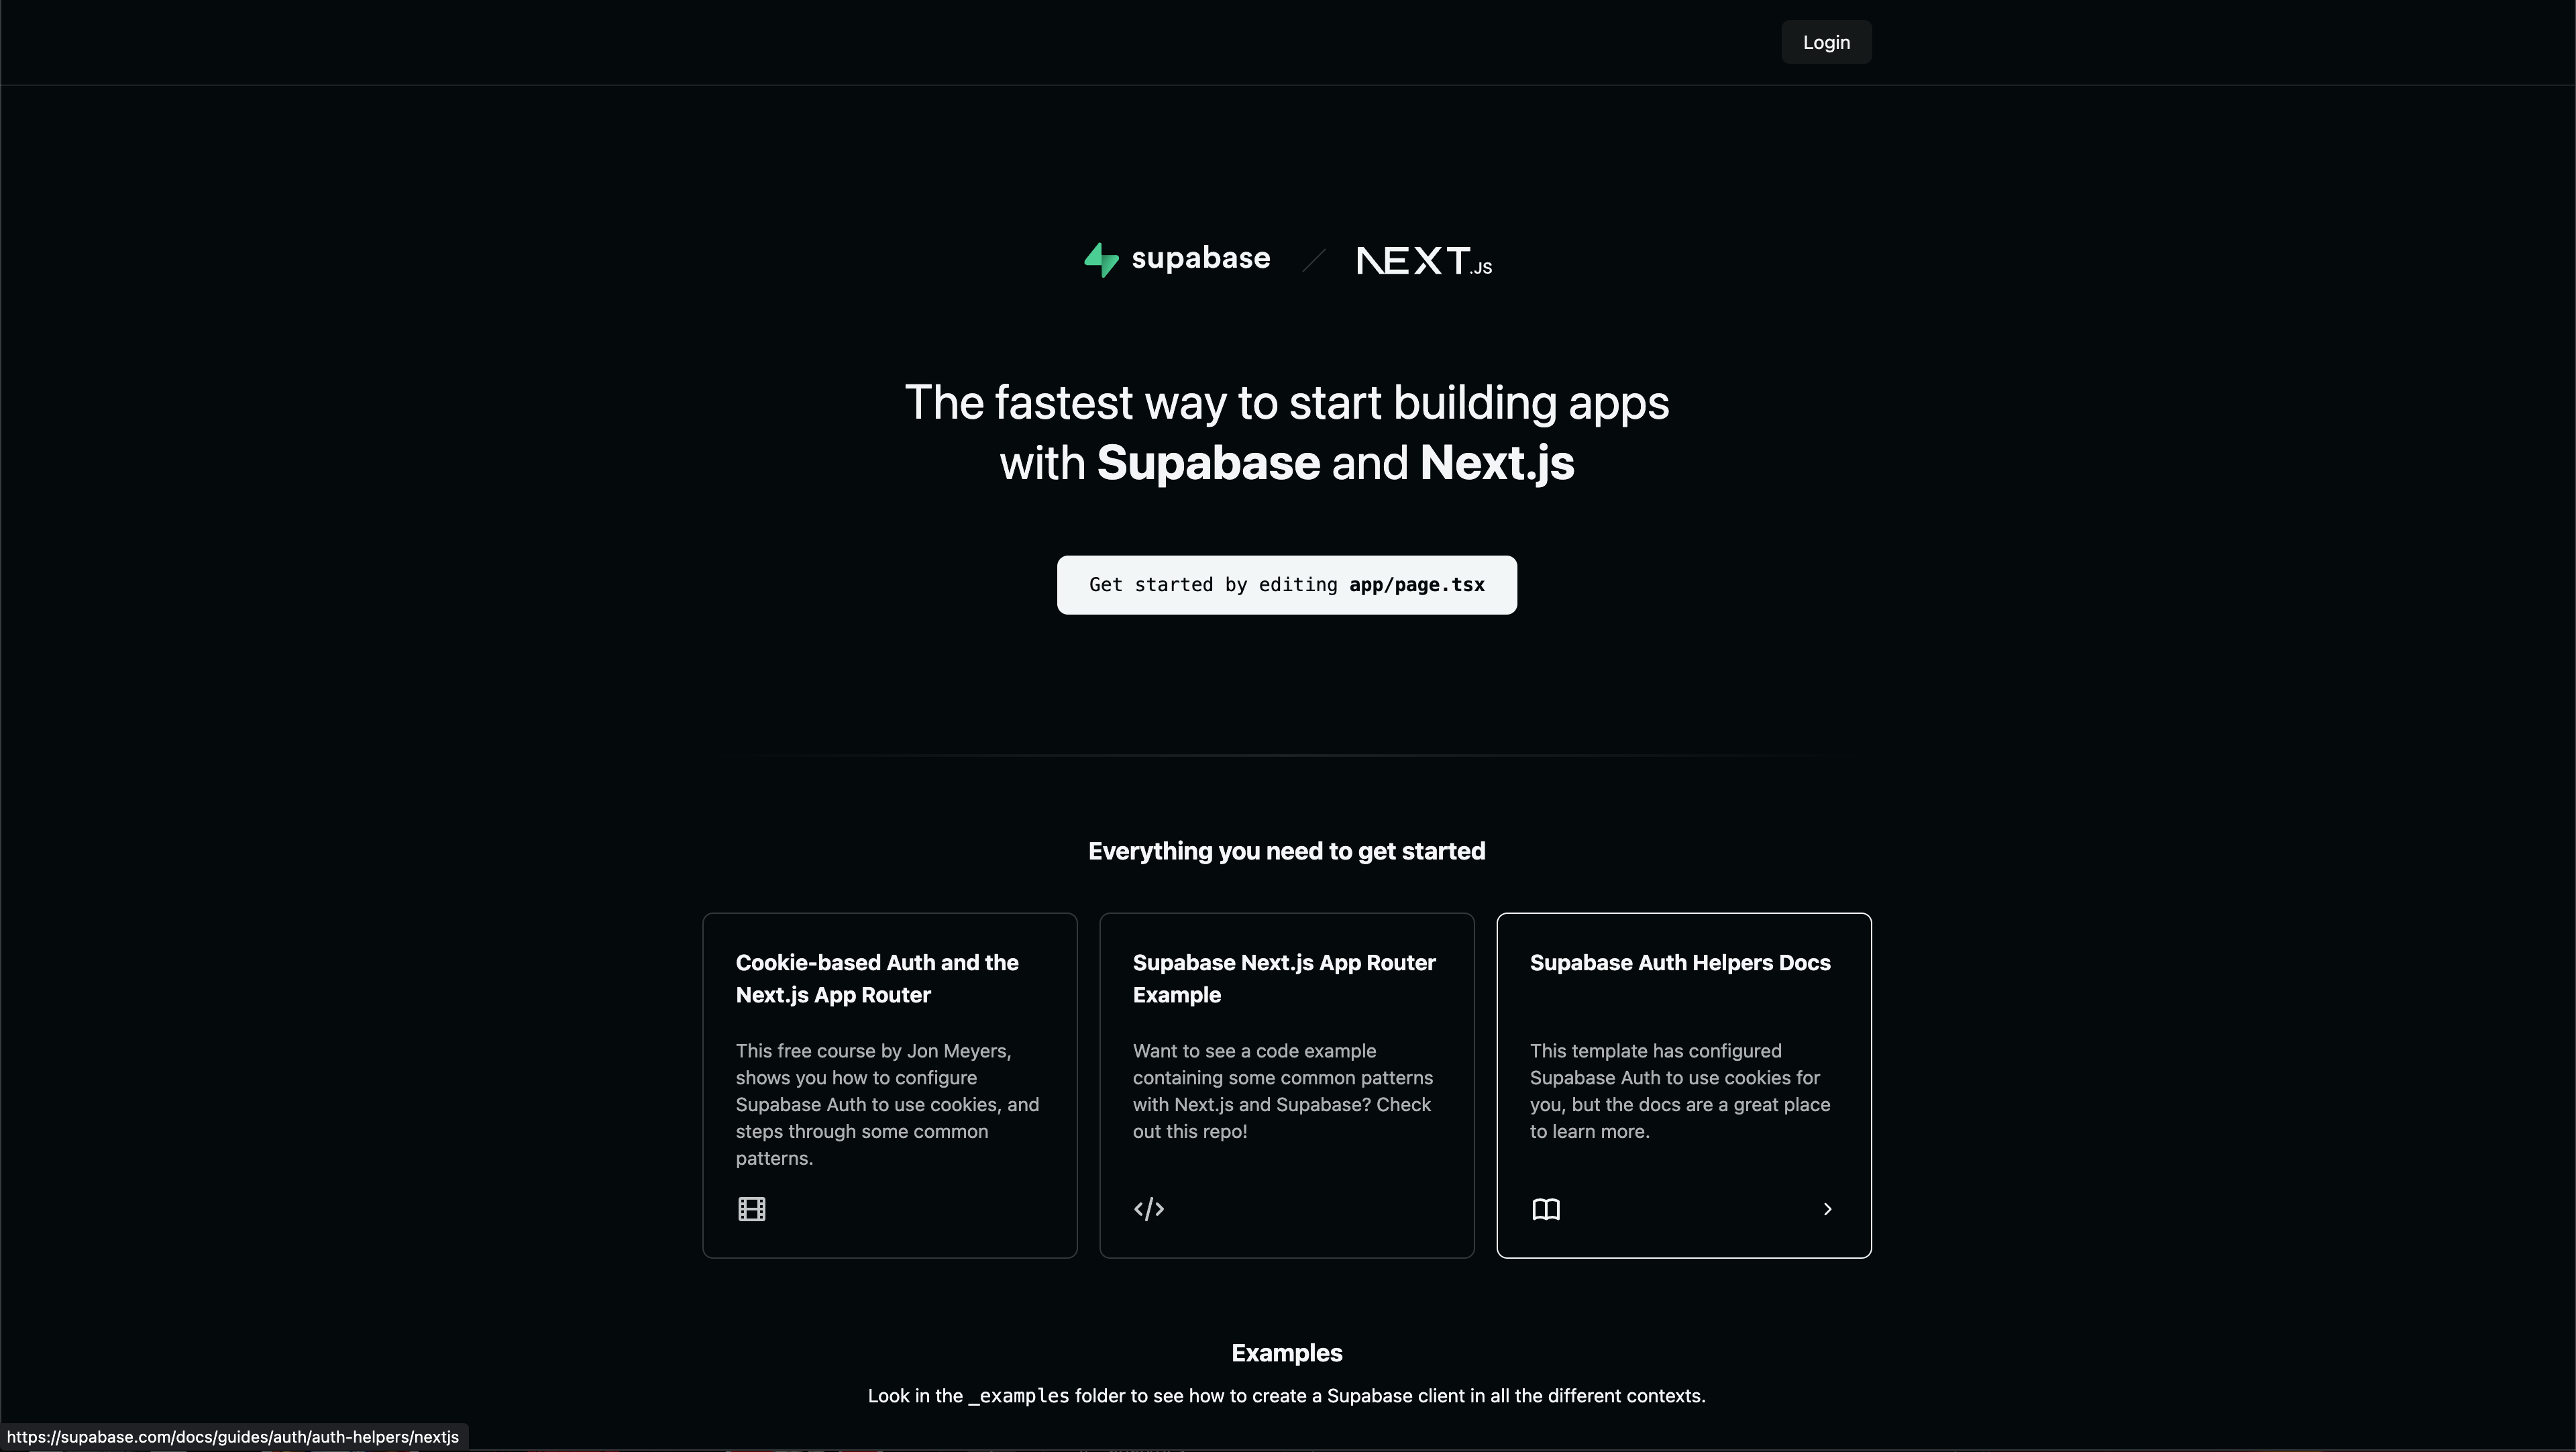 Login
supabase
NEXT.JS
The fastest way to start building apps
with Supabase and Next.js
Get started by editing app/page.tsx
Everything you need to get started
Cookie-based Auth and the
Next.js App Router
This free course by Jon Meyers,
shows you how to configure
Supabase Auth to use cookies, and
steps through some common
patterns.
Supabase Next.js App Router
Example
Want to see a code example
containing some common patterns
with Next.js and Supabase? Check
out this repo!
</>
Supabase Auth Helpers Docs
This template has configured
Supabase Auth to use cookies for
you, but the docs are a great place
to learn more.
Examples
Look in the _examples folder to see how to create a Supabase client in all the different contexts.
https://supabase.com/docs/guides/auth/auth-helpers/nextjs